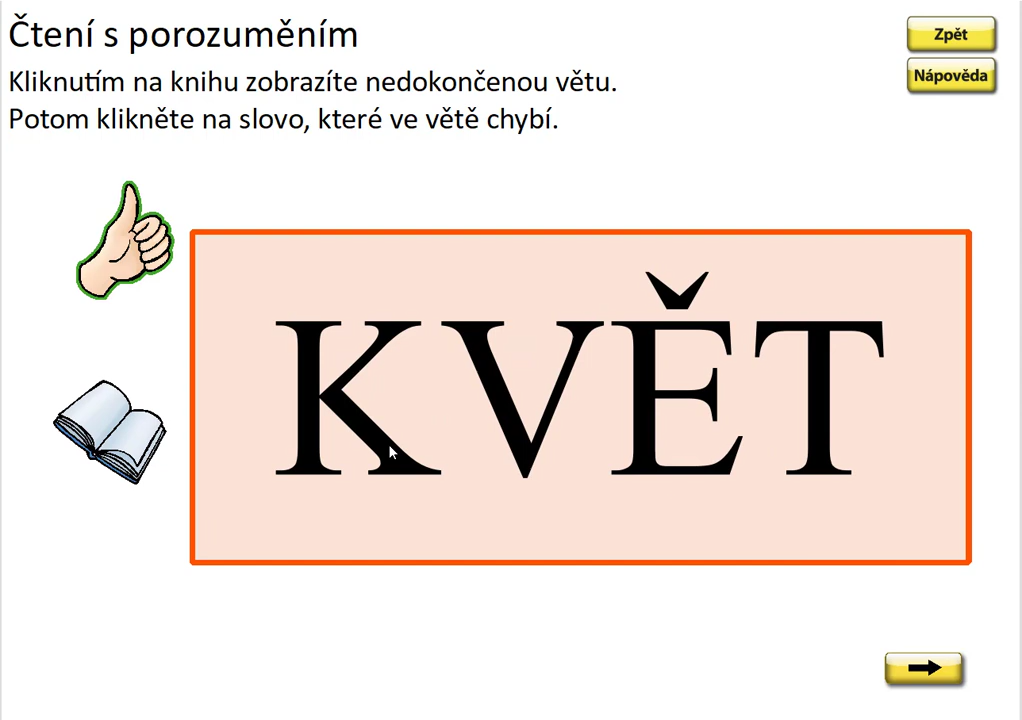 Čtení s porozuměním
Zpět
Nápověda
Kliknutím na knihu zobrazíte nedokončenou větu.
Potom klikněte na slovo, které ve větě chybí.
KVĚT